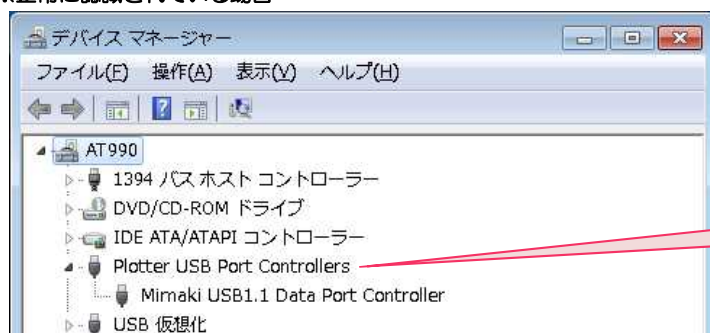 デバイス マネージャー
ファイル(F) 操作(A) 表示(V) ヘルプ(H)
AT990
1394 バス ホスト コントローラー
DVD/CD-ROM ドライブ
IDE ATA/ATAPI コントローラー
Plotter USB Port Controllers
Mimaki USB1.1 Data Port Controller
USB 仮想化